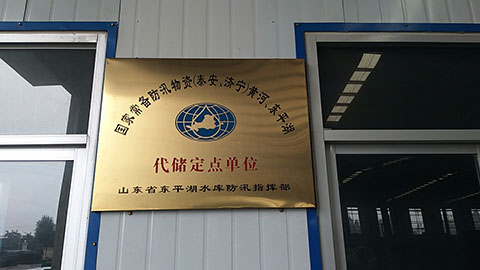 国家常备防汛物资(泰安、济宁)黄河、东平湖
代储定点单位
山东省东平湖水库防汛指挥部